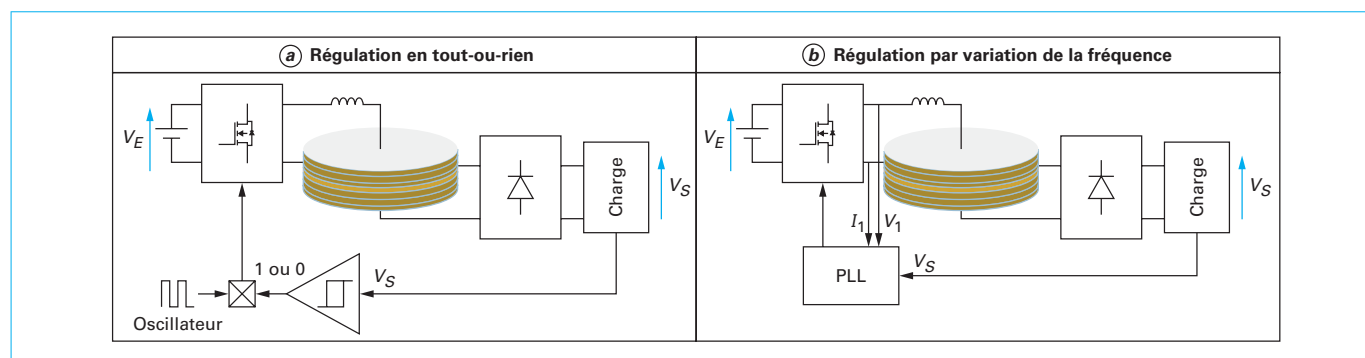 a Régulation en tout-ou-rien
V_E
Charge
V_S
1 ou 0
V_S
Oscillateur
b Régulation par variation de la fréquence
V_E
I_1
V_1
Charge
V_S
PLL
V_S